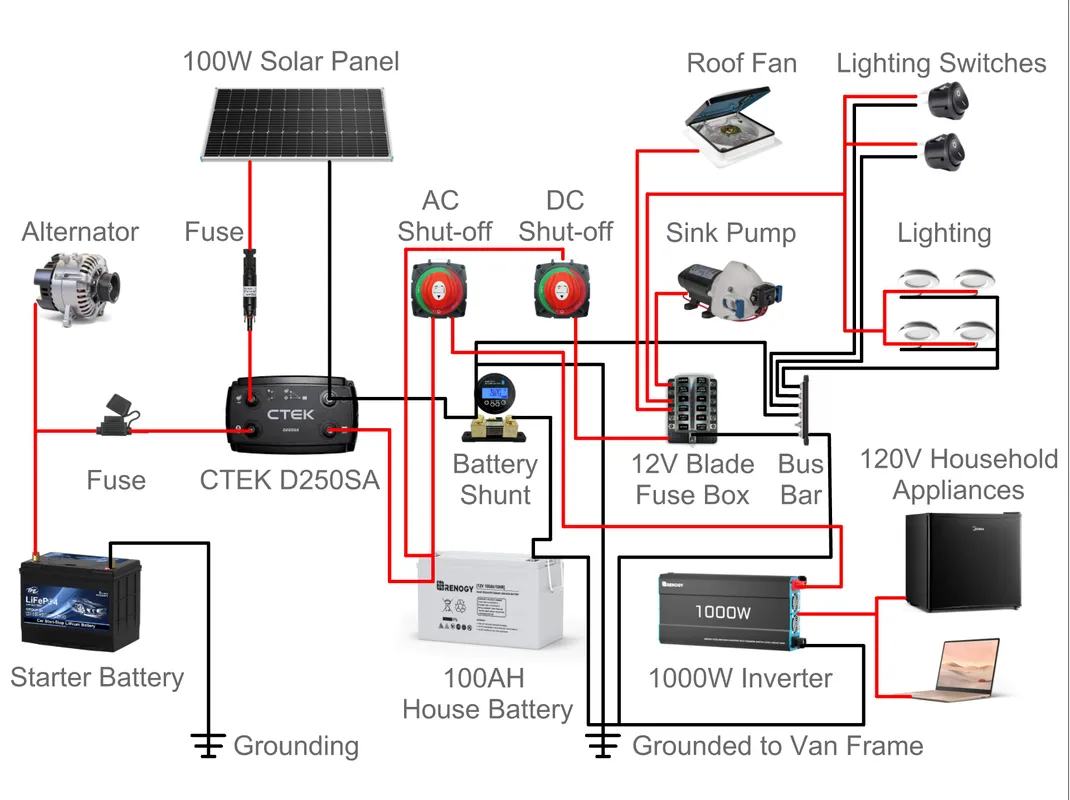 100W Solar Panel
Roof Fan
Lighting Switches
AC
Shut-off
DC
Shut-off
Alternator
Fuse
Sink Pump
Lighting
CTEK
Fuse
CTEK D250SA
Battery
Shunt
12V Blade
Fuse Box
Bus
Bar
120V Household
Appliances
LiFeP
RENOGY
RENOGY
1000W
Starter Battery
100AH
House Battery
1000W Inverter
Grounding
Grounded to Van Frame